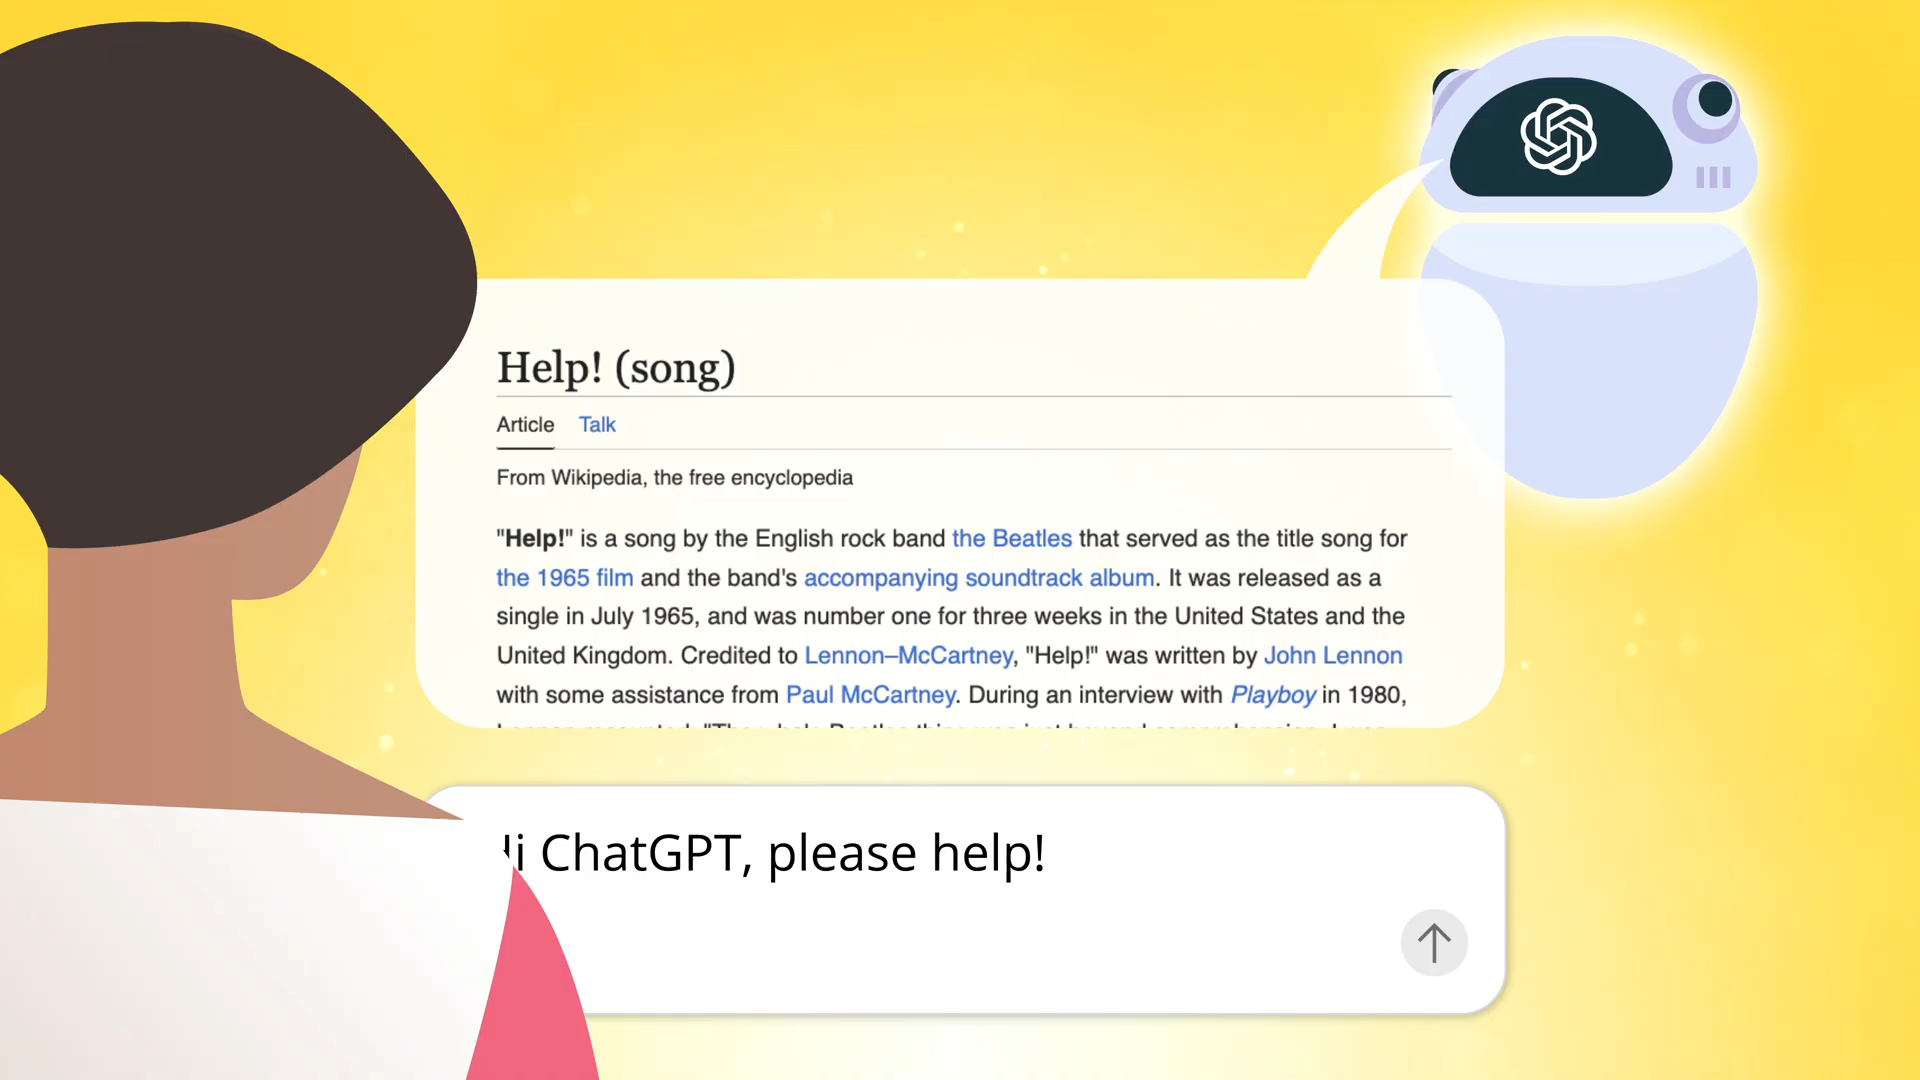 Help! (song)
Article Talk
From Wikipedia, the free encyclopedia
"Help!" is a song by the English rock band the Beatles that served as the title song for
the 1965 film and the band's accompanying soundtrack album. It was released as a
single in July 1965, and was number one for three weeks in the United States and the
United Kingdom. Credited to Lennon–McCartney, "Help!" was written by John Lennon
with some assistance from Paul McCartney. During an interview with Playboy in 1980,
Hi ChatGPT, please help!